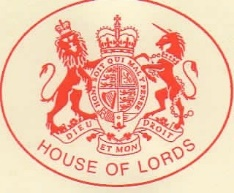 HONI SOIT QUI MAL Y PENSE
DIEU ET MON DROIT
HOUSE OF LORDS